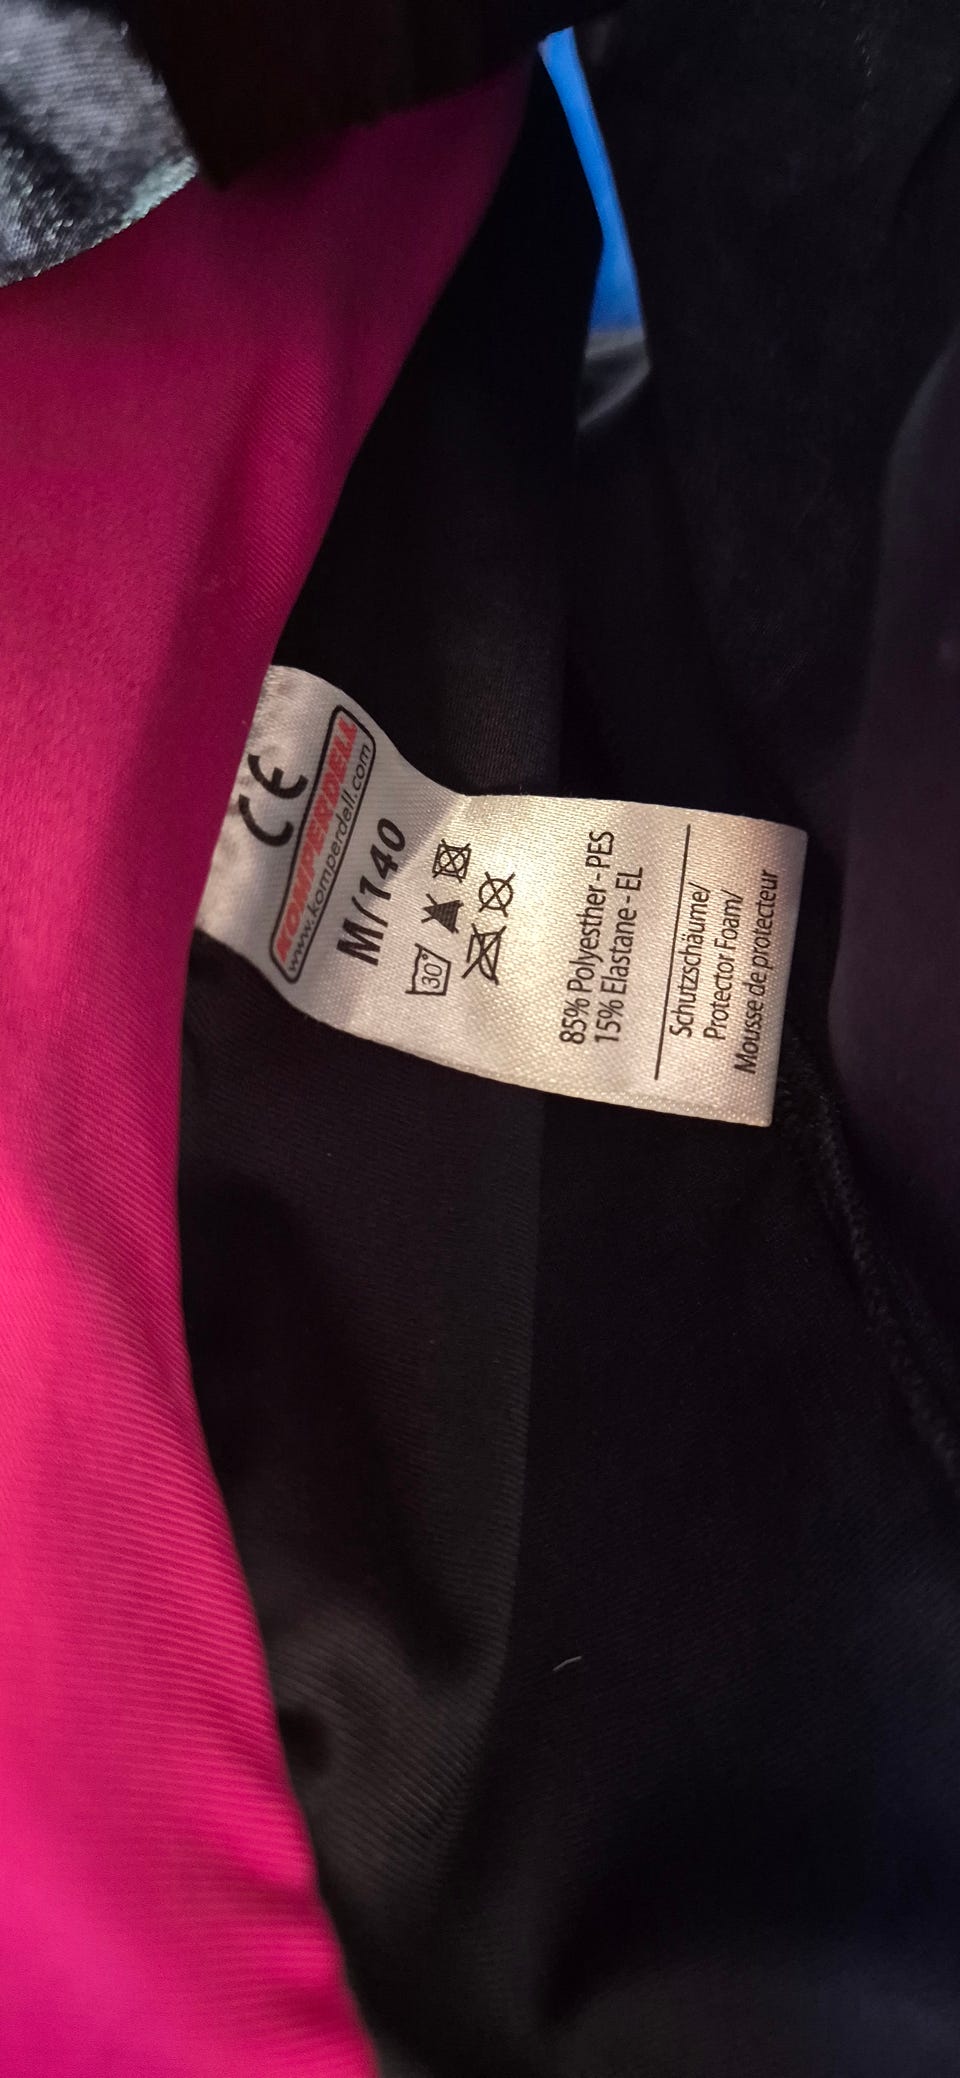 CE
KOMPERDELL
www.komperdell.com
M/140
30°
85% Polyesther - PES
15% Elastane - EL
Schutzschäume/
Protector Foam/
Mousse de protecteur